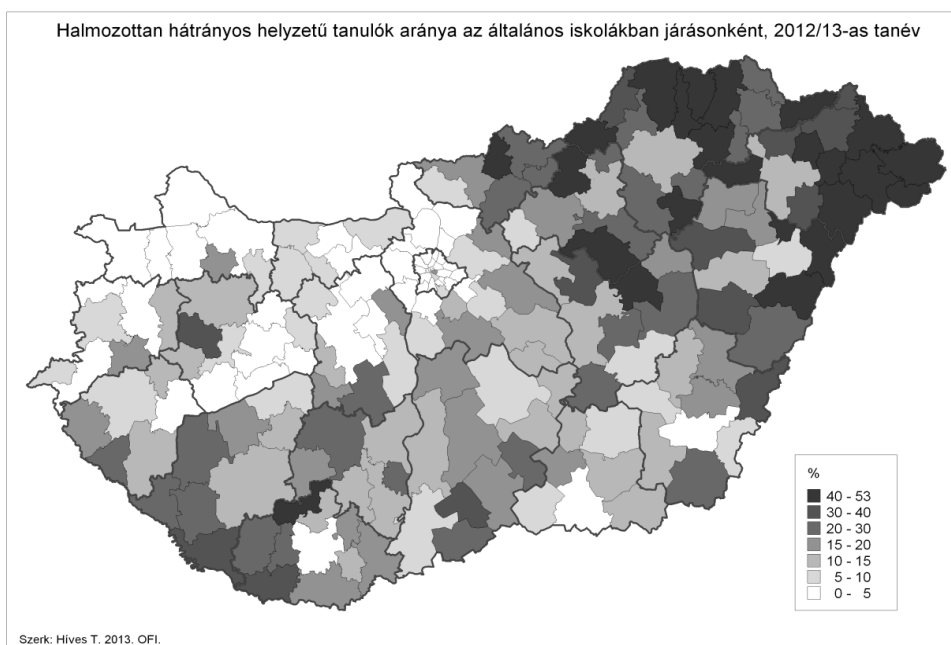 Halmozottan hátrányos helyzetű tanulók aránya az általános iskolákban járásonként, 2012/13-as tanév
%
40 - 53
30 - 40
20 - 30
15 - 20
10 - 15
5 - 10
0 - 5
Szerk: Híves T. 2013. OFI.